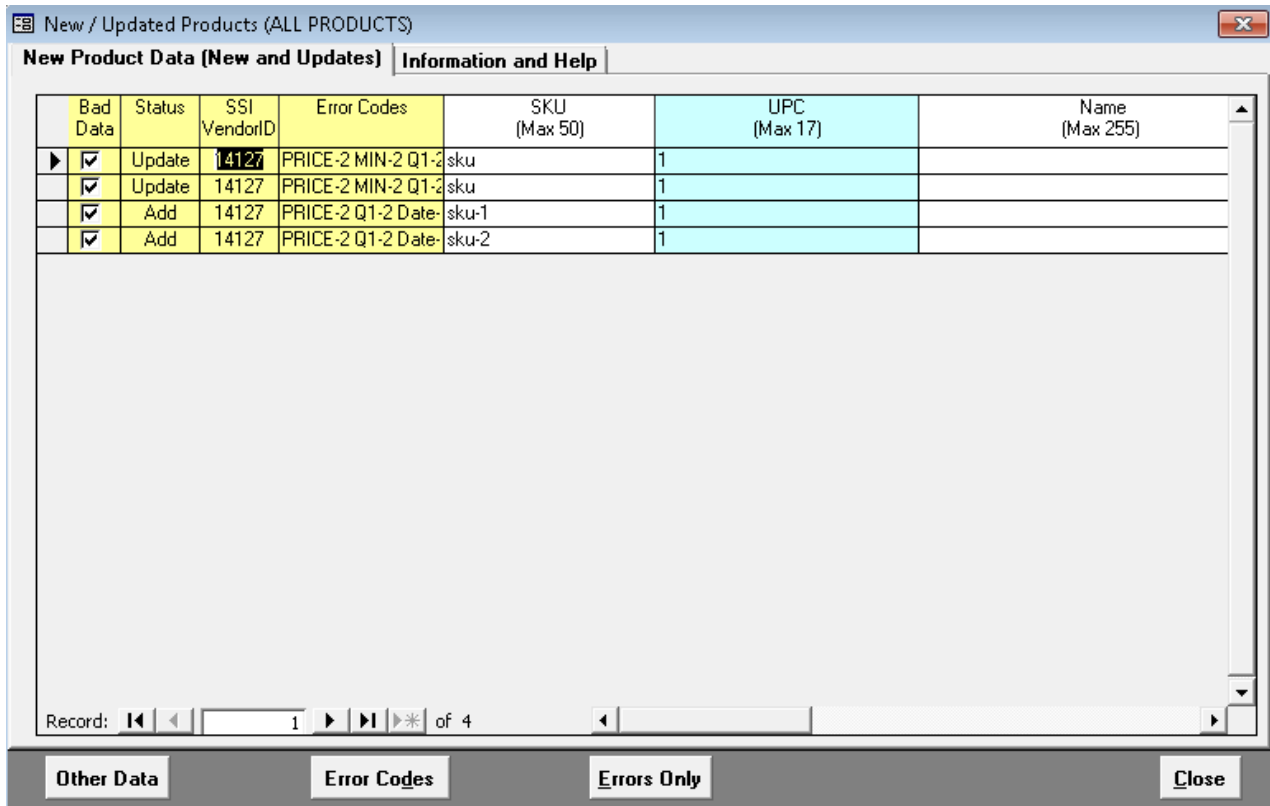 New / Updated Products (ALL PRODUCTS)
New Product Data (New and Updates) Information and Help
Bad Data Status SSI VendorID Error Codes SKU (Max 50) UPC (Max 17) Name (Max 255)
Update 14127 PRICE-2 MIN-2 Q1-2 sku 1
Update 14127 PRICE-2 MIN-2 Q1-2 sku 1
Add 14127 PRICE-2 Q1-2 Date- sku-1 1
Add 14127 PRICE-2 Q1-2 Date- sku-2 1
Record: 1 of 4
Other Data Error Codes Errors Only Close